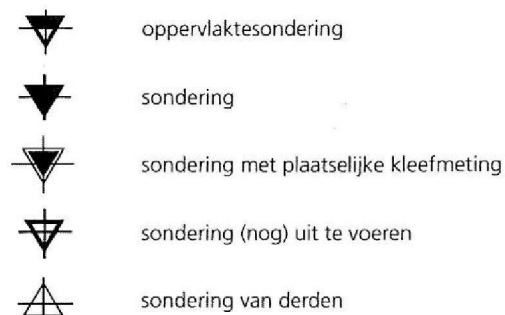 oppervlaktesondering
sondering
sondering met plaatselijke kleefmeting
sondering (nog) uit te voeren
sondering van derden